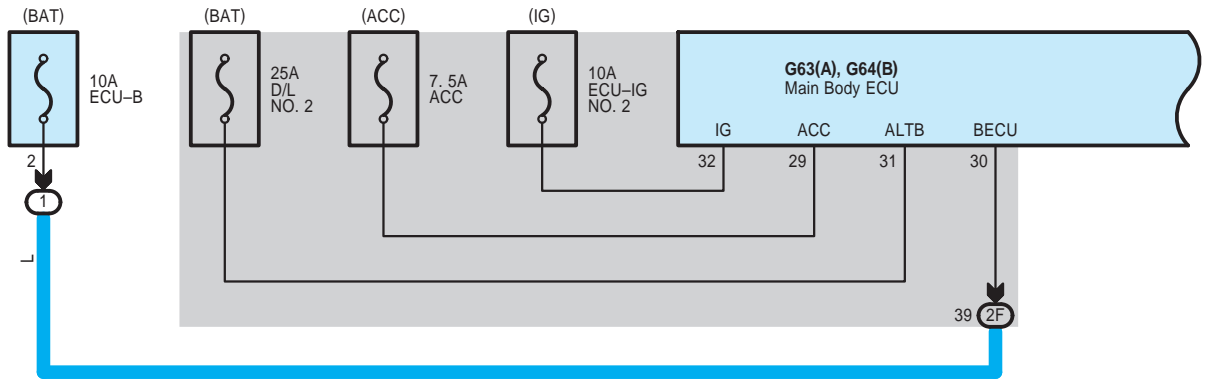 (BAT)
(BAT)
(ACC)
(IG)
10A
ECU–B
25A
D/L
NO. 2
7. 5A
ACC
10A
ECU–IG
NO. 2
G63(A), G64(B)
Main Body ECU
IG
ACC
ALTB
BECU
2
32
29
31
30
1
L
39
2F